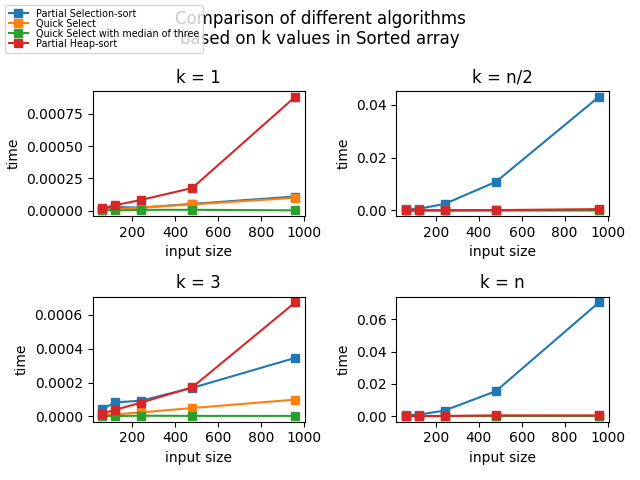 Comparison of different algorithms
based on k values in Sorted array
Partial Selection-sort
Quick Select
Quick Select with median of three
Partial Heap-sort
k = 1
0.00075
0.00050
0.00025
0.00000
time
200 400 600 800 1000
input size
k = n/2
0.04
0.02
0.00
time
200 400 600 800 1000
input size
k = 3
0.0006
0.0004
0.0002
0.0000
time
200 400 600 800 1000
input size
k = n
0.06
0.04
0.02
0.00
time
200 400 600 800 1000
input size